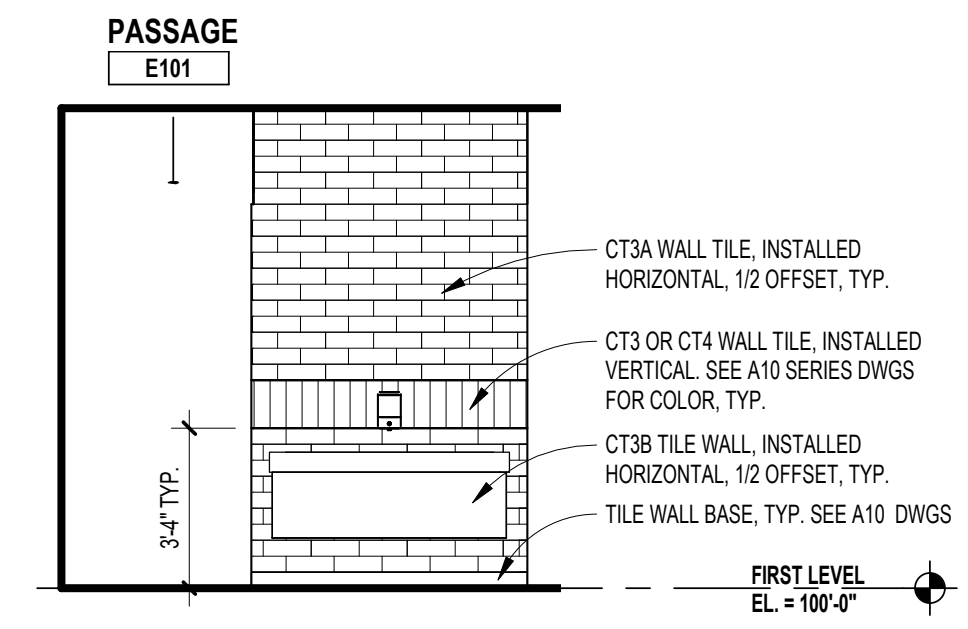 PASSAGE
E101
CT3A WALL TILE, INSTALLED
HORIZONTAL, 1/2 OFFSET, TYP.
CT3 OR CT4 WALL TILE, INSTALLED
VERTICAL. SEE A10 SERIES DWGS
FOR COLOR, TYP.
CT3B TILE WALL, INSTALLED
HORIZONTAL, 1/2 OFFSET, TYP.
TILE WALL BASE, TYP. SEE A10 DWGS
3'-4" TYP.
FIRST LEVEL
EL. = 100'-0"